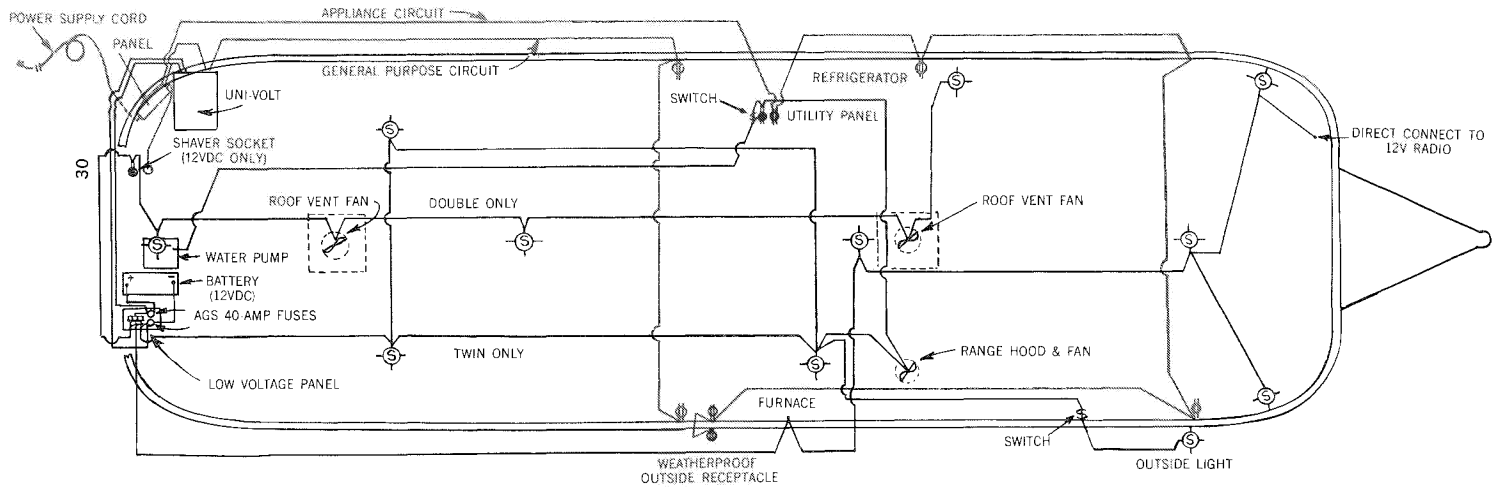 POWER SUPPLY CORD
APPLIANCE CIRCUIT
PANEL
GENERAL PURPOSE CIRCUIT
REFRIGERATOR
UNI-VOLT
SWITCH
UTILITY PANEL
SHAVER SOCKET
(12VDC ONLY)
DIRECT CONNECT TO
12V RADIO
30
ROOF VENT FAN
DOUBLE ONLY
ROOF VENT FAN
S
S
S
S
S
S
S
S
S
S
S
S
WATER PUMP
+
-
BATTERY
(12VDC)
AGS 40-AMP FUSES
TWIN ONLY
RANGE HOOD & FAN
LOW VOLTAGE PANEL
FURNACE
S
SWITCH
WEATHERPROOF
OUTSIDE RECEPTACLE
OUTSIDE LIGHT